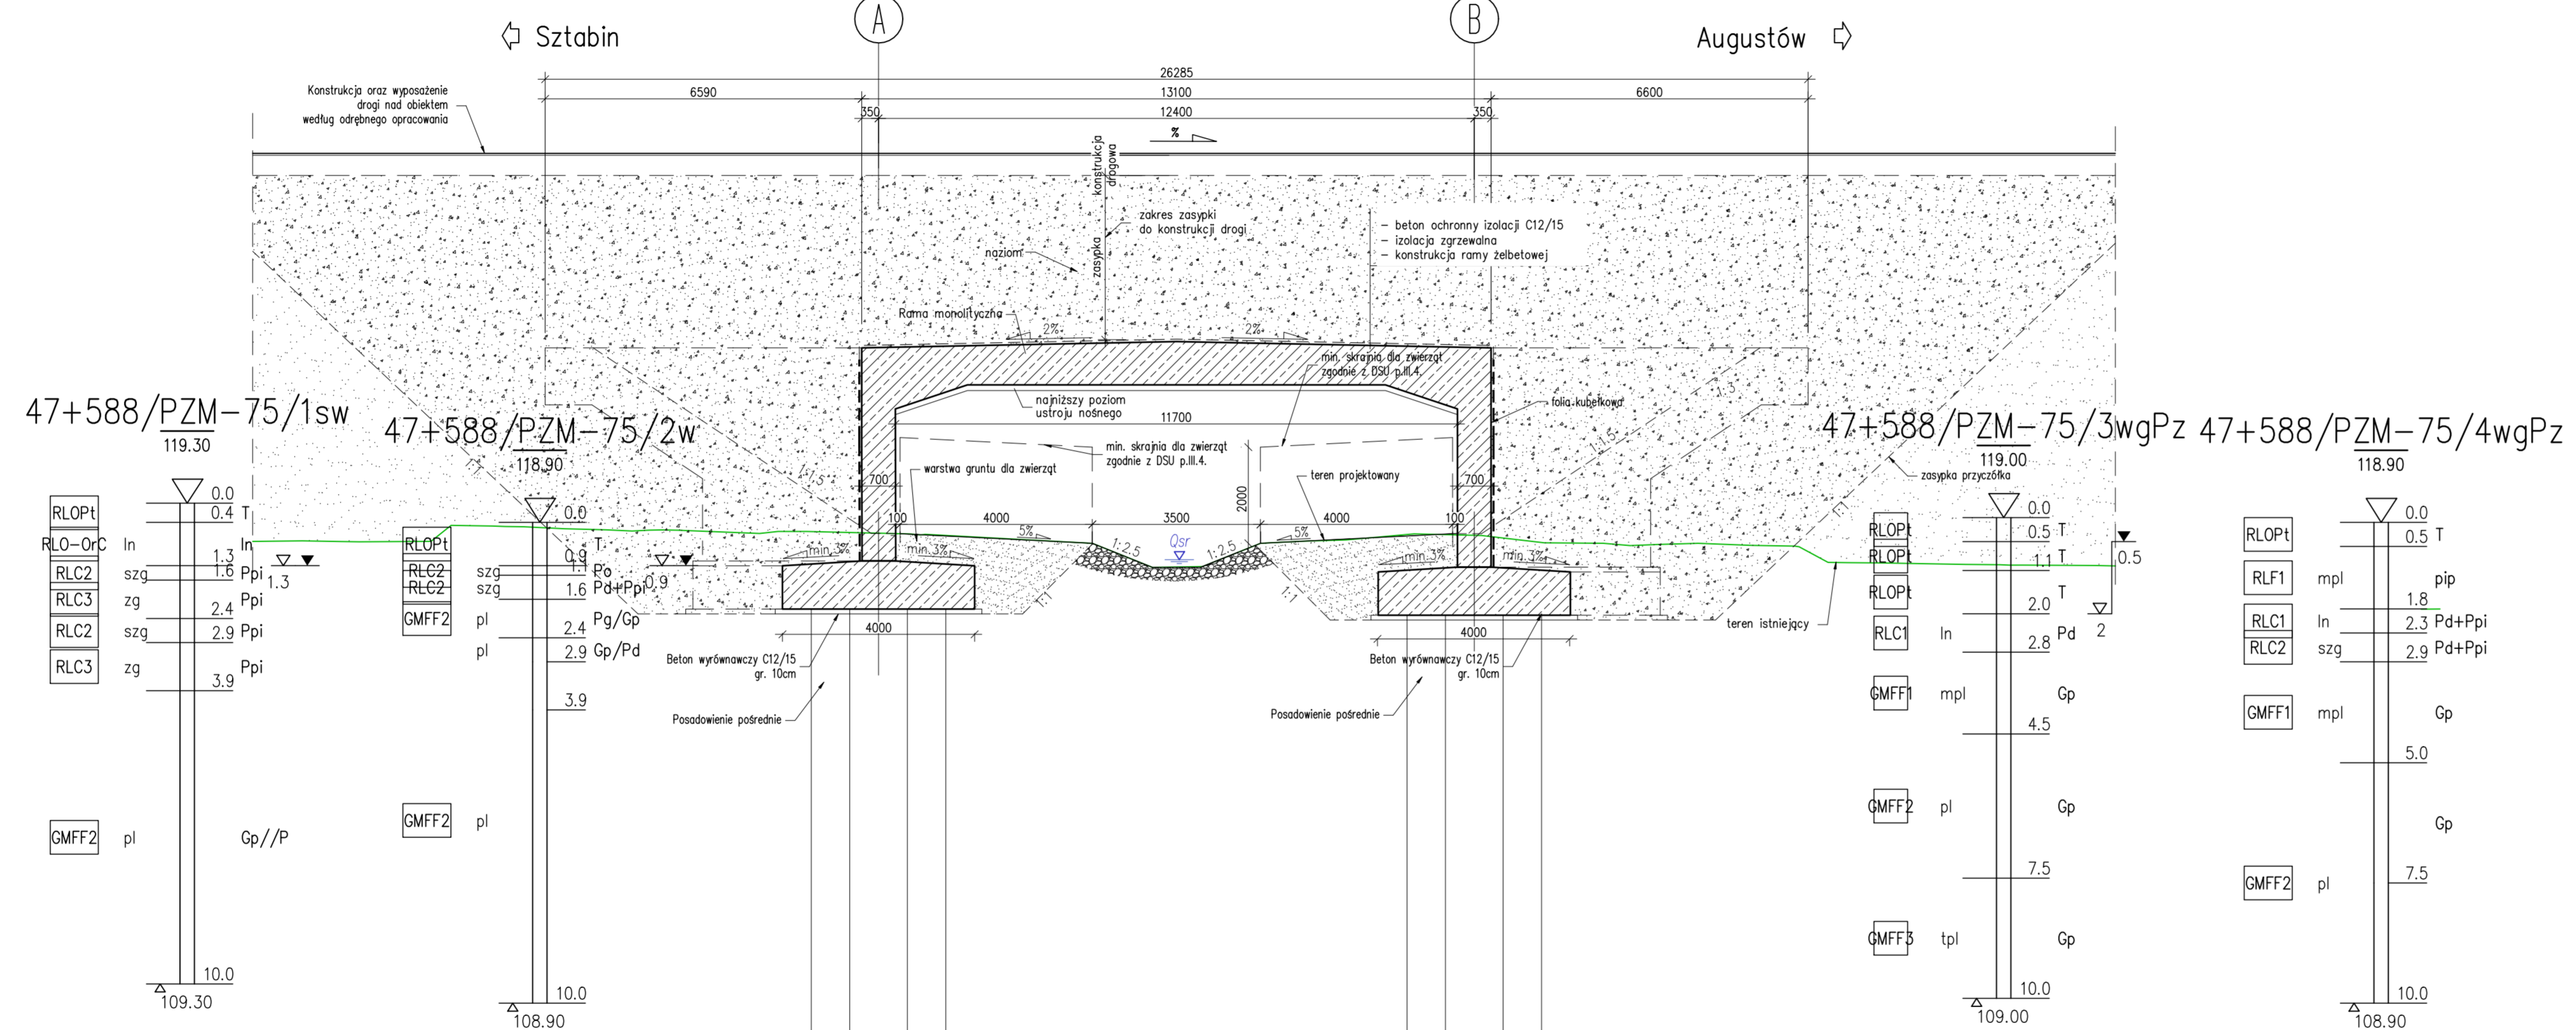 Sztabin
A
B
Augustów
26285
6590
13100
6600
350
12400
350
%
Konstrukcja oraz wyposażenie
drogi nad obiektem
według odrębnego opracowania
konstrukcja
drogowa
zasypka
zakres zasypki
do konstrukcji drogi
naziom
- beton ochronny izolacji C12/15
- izolacja zgrzewalna
- konstrukcja ramy żelbetowej
Rama monolityczna
2%
2%
min. skrajnia dla zwierząt
zgodnie z DSU p.III.4.
najniższy poziom
ustroju nośnego
11700
folia kubełkowa
1:3
1:1.5
1:1.5
1:1
1:1
min. skrajnia dla zwierząt
zgodnie z DSU p.III.4.
warstwa gruntu dla zwierząt
teren projektowany
zasypka przyczółka
700
700
2000
100
4000
3500
4000
100
5%
5%
Qsr
1:2.5
1:2.5
min.3%
min.3%
min.3%
min.3%
1:1
1:1
4000
4000
teren istniejący
Beton wyrównawczy C12/15
gr. 10cm
Beton wyrównawczy C12/15
gr. 10cm
Posadowienie pośrednie
Posadowienie pośrednie
47+588/PZM-75/1sw
119.30
0.0
RLOPt
0.4
T
RLO-OrC
ln
ln
1.3
1.3
RLC2
szg
1.6
Ppi
RLC3
zg
Ppi
2.4
RLC2
szg
2.9
Ppi
RLC3
zg
Ppi
3.9
GMFF2
pl
Gp//P
10.0
109.30
47+588/PZM-75/2w
118.90
0.0
RLOPt
T
0.9
0.9
RLC2
szg
1.1
Po
RLC2
szg
1.6
Pd+Ppi
GMFF2
pl
Pg/Gp
2.4
pl
2.9
Gp/Pd
3.9
GMFF2
pl
10.0
108.90
47+588/PZM-75/3wgPz
119.00
0.0
RLOPt
0.5
T
0.5
RLOPt
1.1
T
RLOPt
T
2.0
2
RLC1
ln
Pd
2.8
GMFF1
mpl
Gp
4.5
GMFF2
pl
Gp
7.5
GMFF3
tpl
Gp
10.0
109.00
47+588/PZM-75/4wgPz
118.90
0.0
RLOPt
0.5
T
RLF1
mpl
pip
1.8
RLC1
ln
2.3
Pd+Ppi
RLC2
szg
2.9
Pd+Ppi
GMFF1
mpl
Gp
5.0
Gp
7.5
GMFF2
pl
10.0
108.90